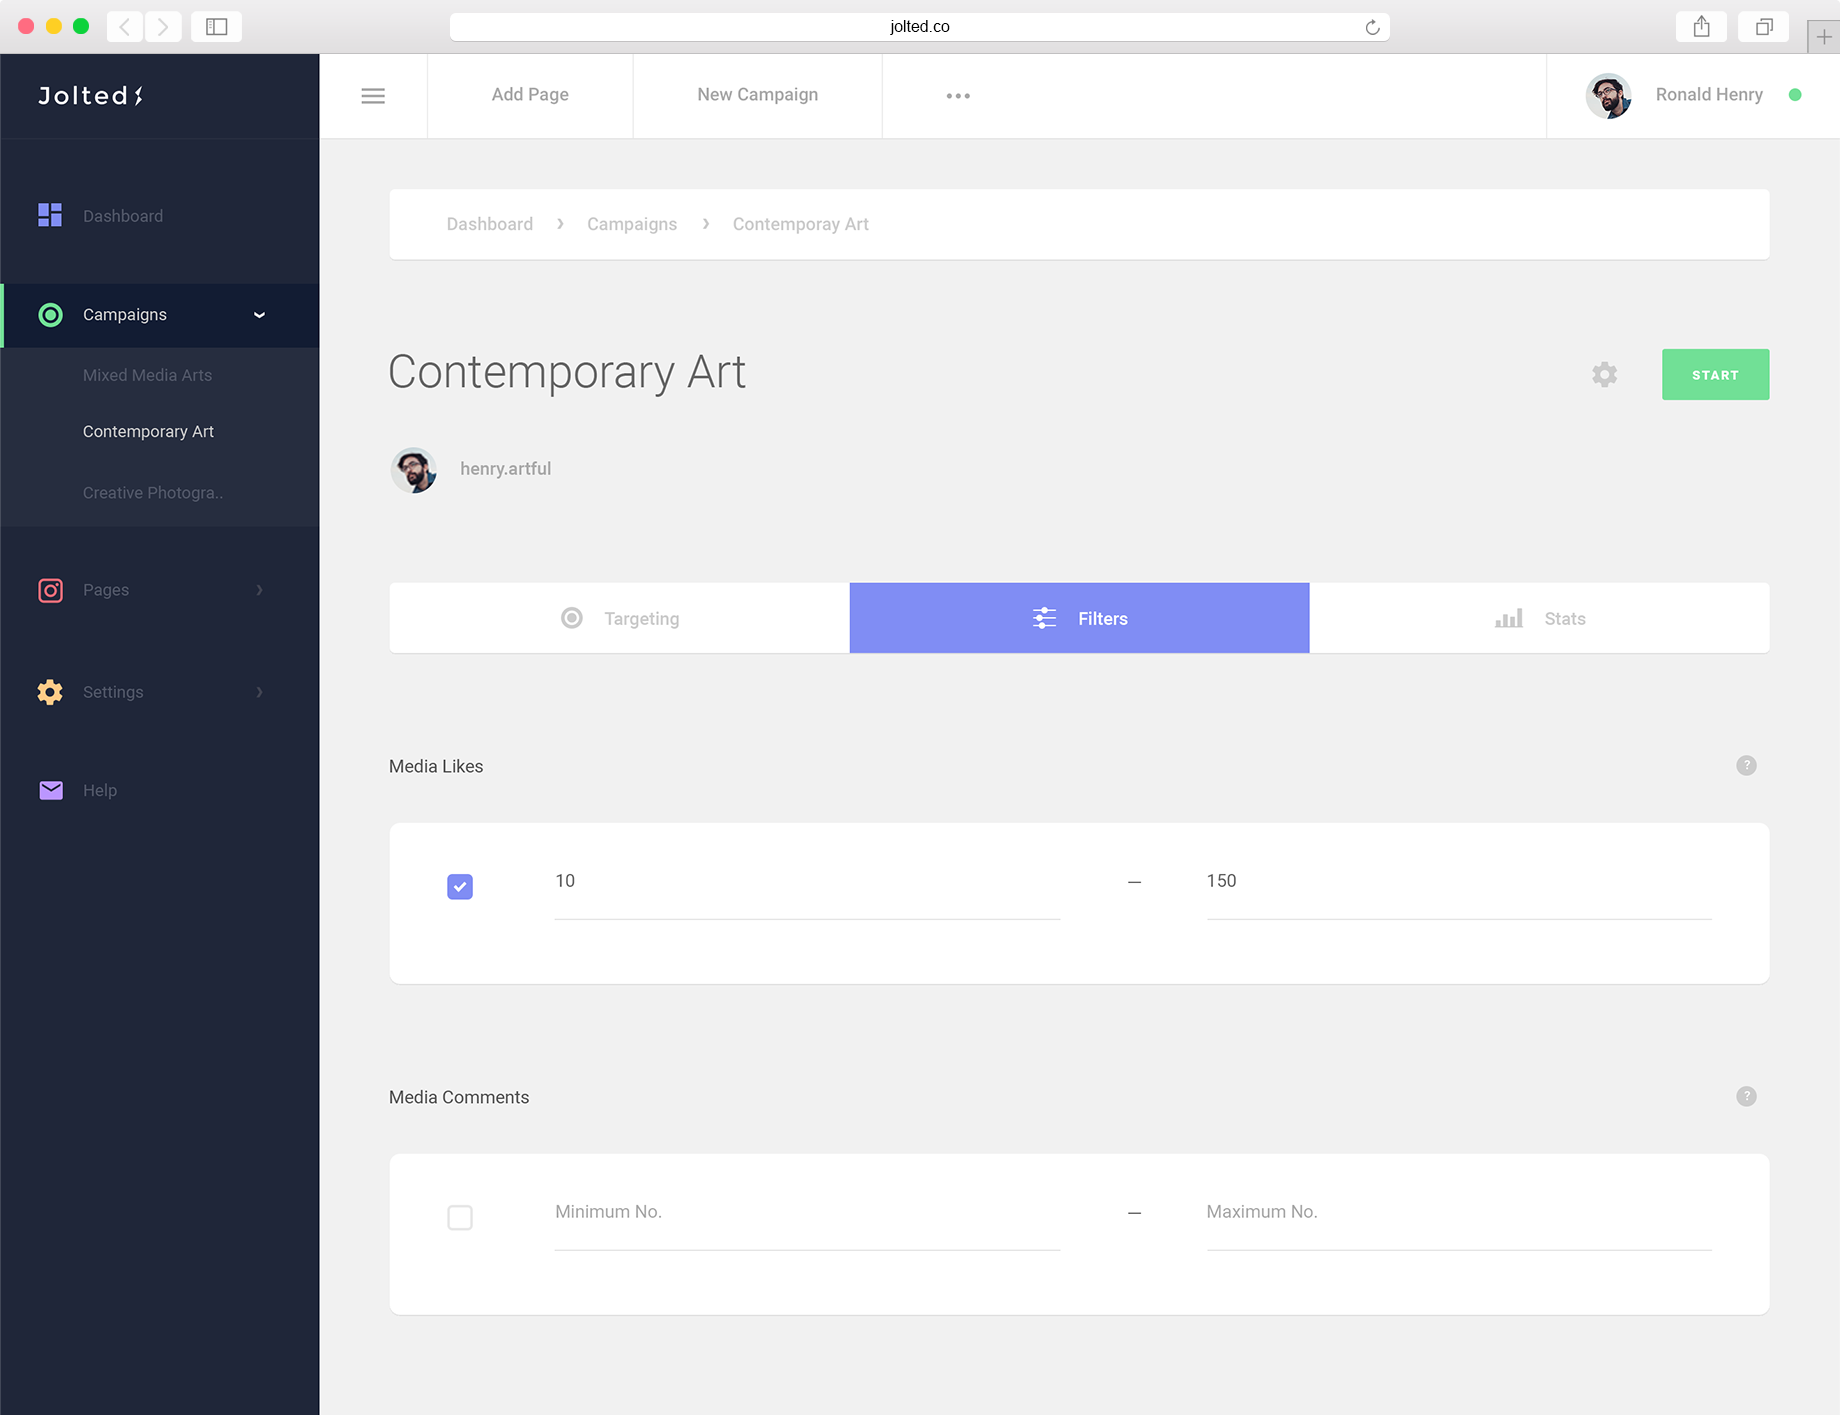 jolted.co
Jolted
Add Page
New Campaign
Ronald Henry
Dashboard
Campaigns
Mixed Media Arts
Contemporary Art
Creative Photogra..
Pages
Settings
Help
Dashboard › Campaigns › Contemporay Art
Contemporary Art
START
henry.artful
Targeting
Filters
Stats
Media Likes
?
10 – 150
Media Comments
?
Minimum No. – Maximum No.